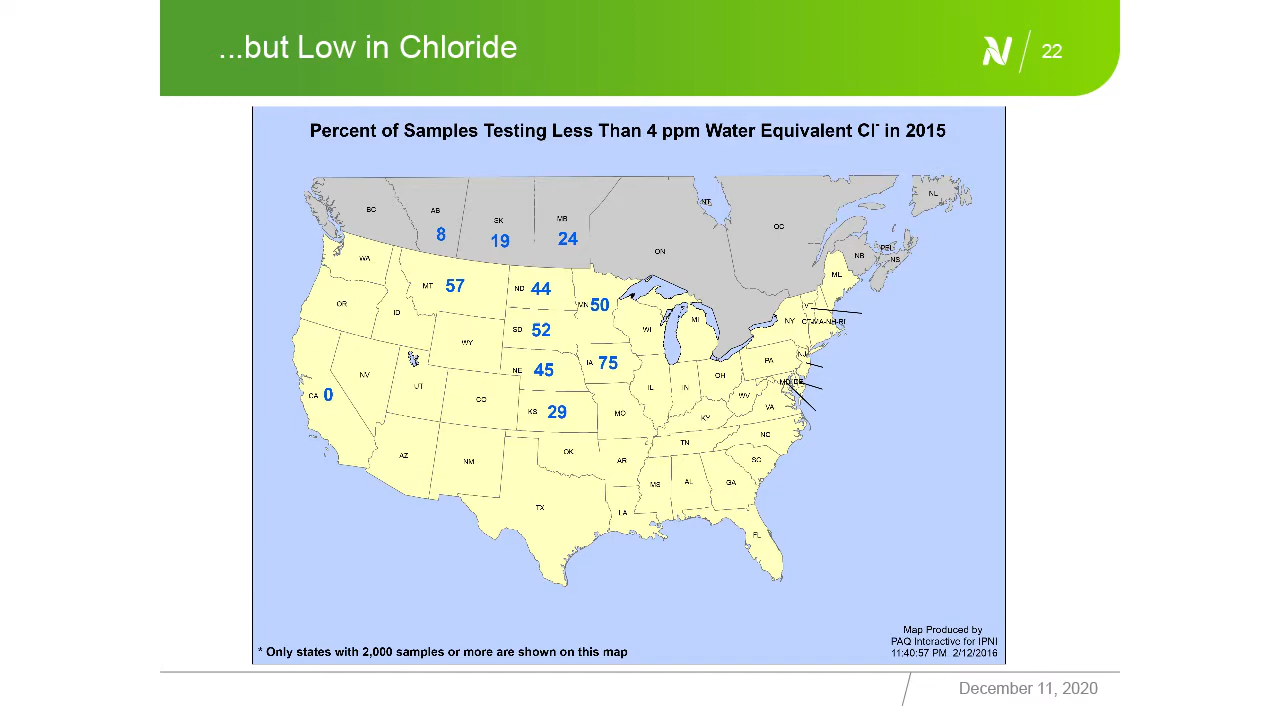 ...but Low in Chloride
22
Percent of Samples Testing Less Than 4 ppm Water Equivalent Cl- in 2015
BC
AB
8
SK
19
MB
24
ON
NT
QC
NL
NB
PEI
NS
WA
MT 57
ND 44
MN 50
ME
OR
ID
SD 52
WI
MI
NY
VT
WY
NE 45
IA 75
PA
NJ
CA 0
NV
UT
CO
KS 29
MO
IL
IN
OH
WV
MD
DE
VA
KY
AZ
NM
OK
AR
TN
NC
SC
TX
LA
MS
AL
GA
FL
* Only states with 2,000 samples or more are shown on this map
Map Produced by
PAQ Interactive for IPNI
11:40:57 PM 2/12/2016
December 11, 2020